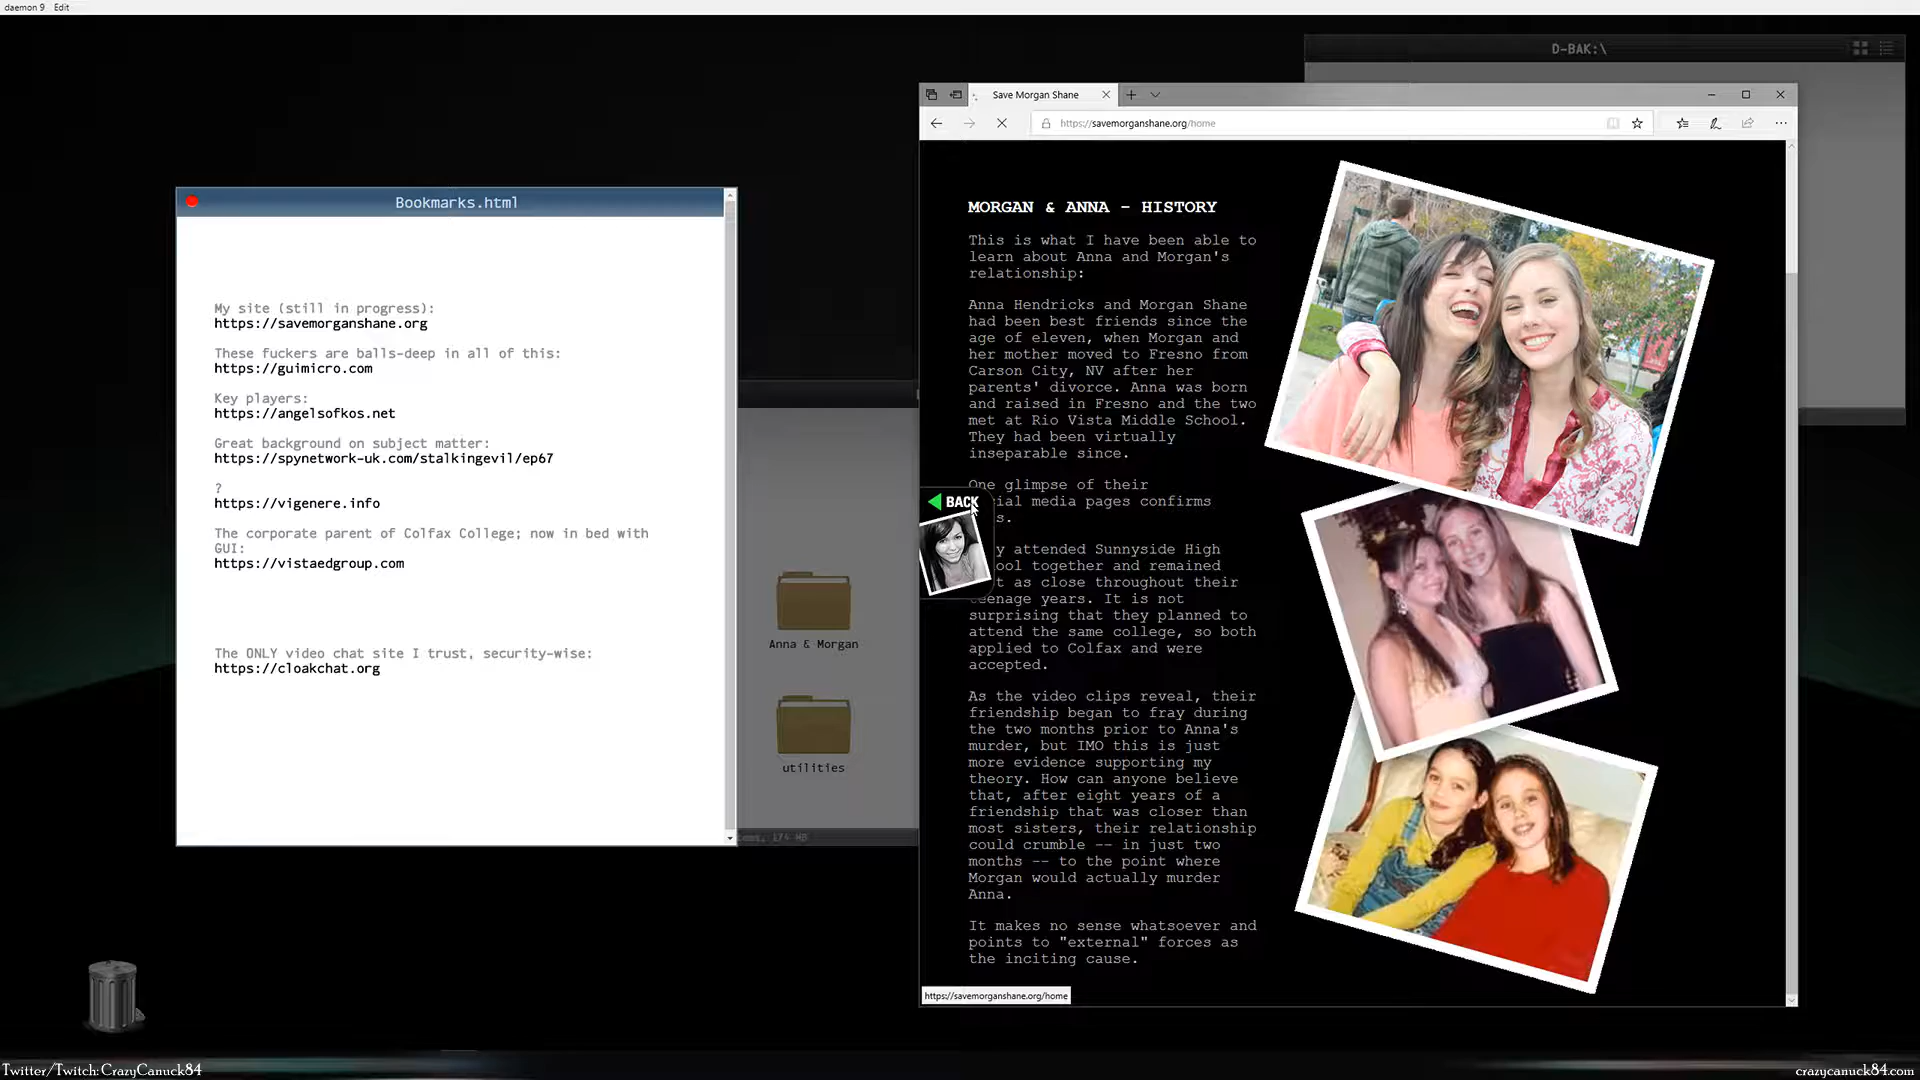 daemon 9 Edit
D-BAK:\
Save Morgan Shane
https://savemorganshane.org/home
Bookmarks.html
My site (still in progress):
https://savemorganshane.org
These fuckers are balls-deep in all of this:
https://guimicro.com
Key players:
https://angelsofkos.net
Great background on subject matter:
https://spynetwork-uk.com/stalkingevil/ep67
?
https://vigenere.info
The corporate parent of Colfax College; now in bed with
GUI:
https://vistaedgroup.com
The ONLY video chat site I trust, security-wise:
https://cloakchat.org
Anna & Morgan
utilities
174 MB
MORGAN & ANNA - HISTORY
This is what I have been able to
learn about Anna and Morgan's
relationship:
Anna Hendricks and Morgan Shane
had been best friends since the
age of eleven, when Morgan and
her mother moved to Fresno from
Carson City, NV after her
parents' divorce. Anna was born
and raised in Fresno and the two
met at Rio Vista Middle School.
They had been virtually
inseparable since.
One glimpse of their
media pages confirms
BACK
attended Sunnyside High
together and remained
as close throughout their
teenage years. It is not
surprising that they planned to
attend the same college, so both
applied to Colfax and were
accepted.
As the video clips reveal, their
friendship began to fray during
the two months prior to Anna's
murder, but IMO this is just
more evidence supporting my
theory. How can anyone believe
that, after eight years of a
friendship that was closer than
most sisters, their relationship
could crumble -- in just two
months -- to the point where
Morgan would actually murder
Anna.
It makes no sense whatsoever and
points to "external" forces as
the inciting cause.
https://savemorganshane.org/home
Twitter/Twitch:CrazyCanuck84
crazycanuck84.com